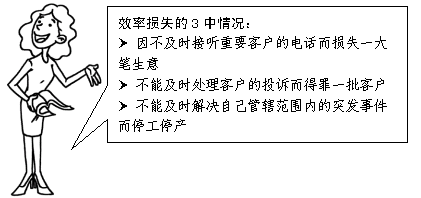 效率损失的3中情况：
➤ 因不及时接听重要客户的电话而损失一大
笔生意
➤ 不能及时处理客户的投诉而得罪一批客户
➤ 不能及时解决自己管辖范围内的突发事件
而停工停产